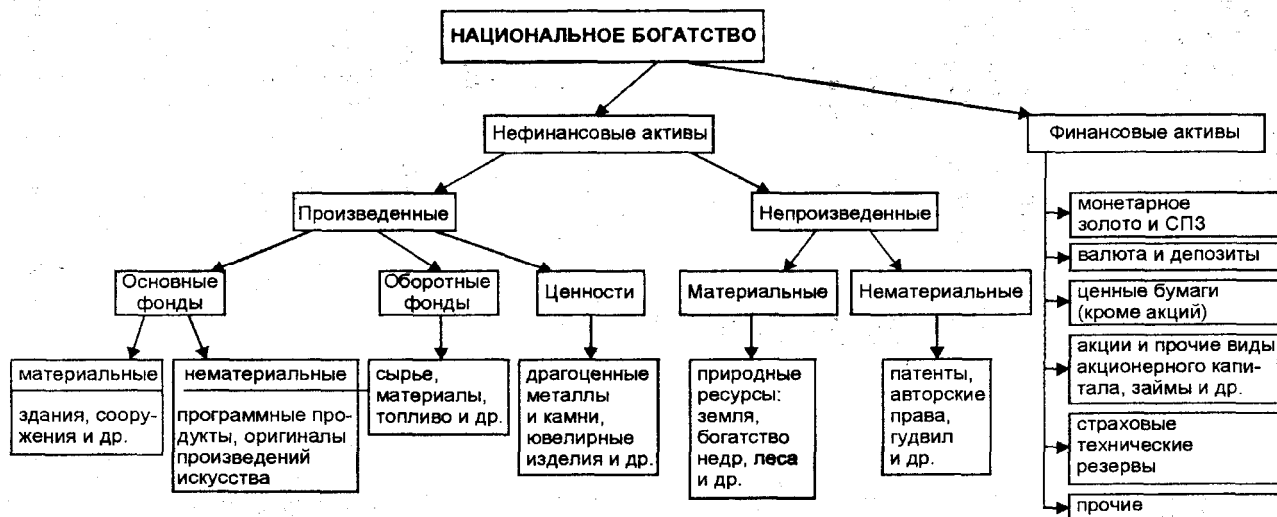 НАЦИОНАЛЬНОЕ БОГАТСТВО
Нефинансовые активы
Финансовые активы
Произведенные
Непроизведенные
Основные
фонды
Оборотные
фонды
Ценности
Материальные
Нематериальные
материальные
здания, соору-
жения и др.
нематериальные
программные про-
дукты, оригиналы
произведений
искусства
сырье,
материалы,
топливо и др.
драгоценные
металлы
и камни,
ювелирные
изделия и др.
природные
ресурсы:
земля,
богатство
недр, леса
и др.
патенты,
авторские
права,
гудвил
и др.
монетарное
золото и СПЗ
валюта и депозиты
ценные бумаги
(кроме акций)
акции и прочие виды
акционерного капи-
тала, займы и др.
страховые
технические
резервы
прочие